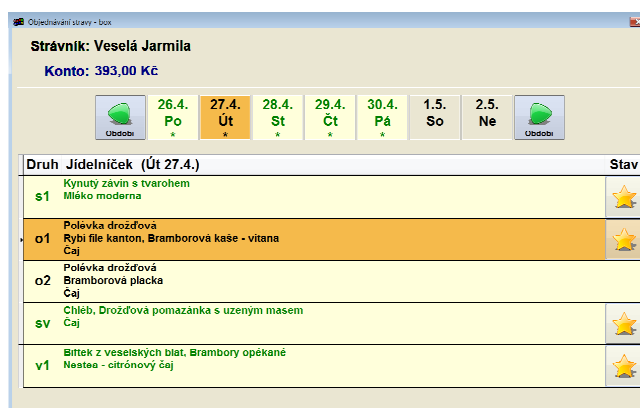 Objednávání stravy - box
Strávník: Veselá Jarmila
Konto: 393,00 Kč
Období
26.4. Po *
27.4. Út *
28.4. St *
29.4. Čt *
30.4. Pá *
1.5. So
2.5. Ne
Období
Druh Jídelníček (Út 27.4.) Stav
s1
Kynutý závin s tvarohem
Mléko moderna
o1
Polévka drožďová
Rybí file kanton, Bramborová kaše - vitana
Čaj
o2
Polévka drožďová
Bramborová placka
Čaj
sv
Chléb, Drožďová pomazánka s uzeným masem
Čaj
v1
Biftek z veselských blat, Brambory opékané
Nestea - citrónový čaj